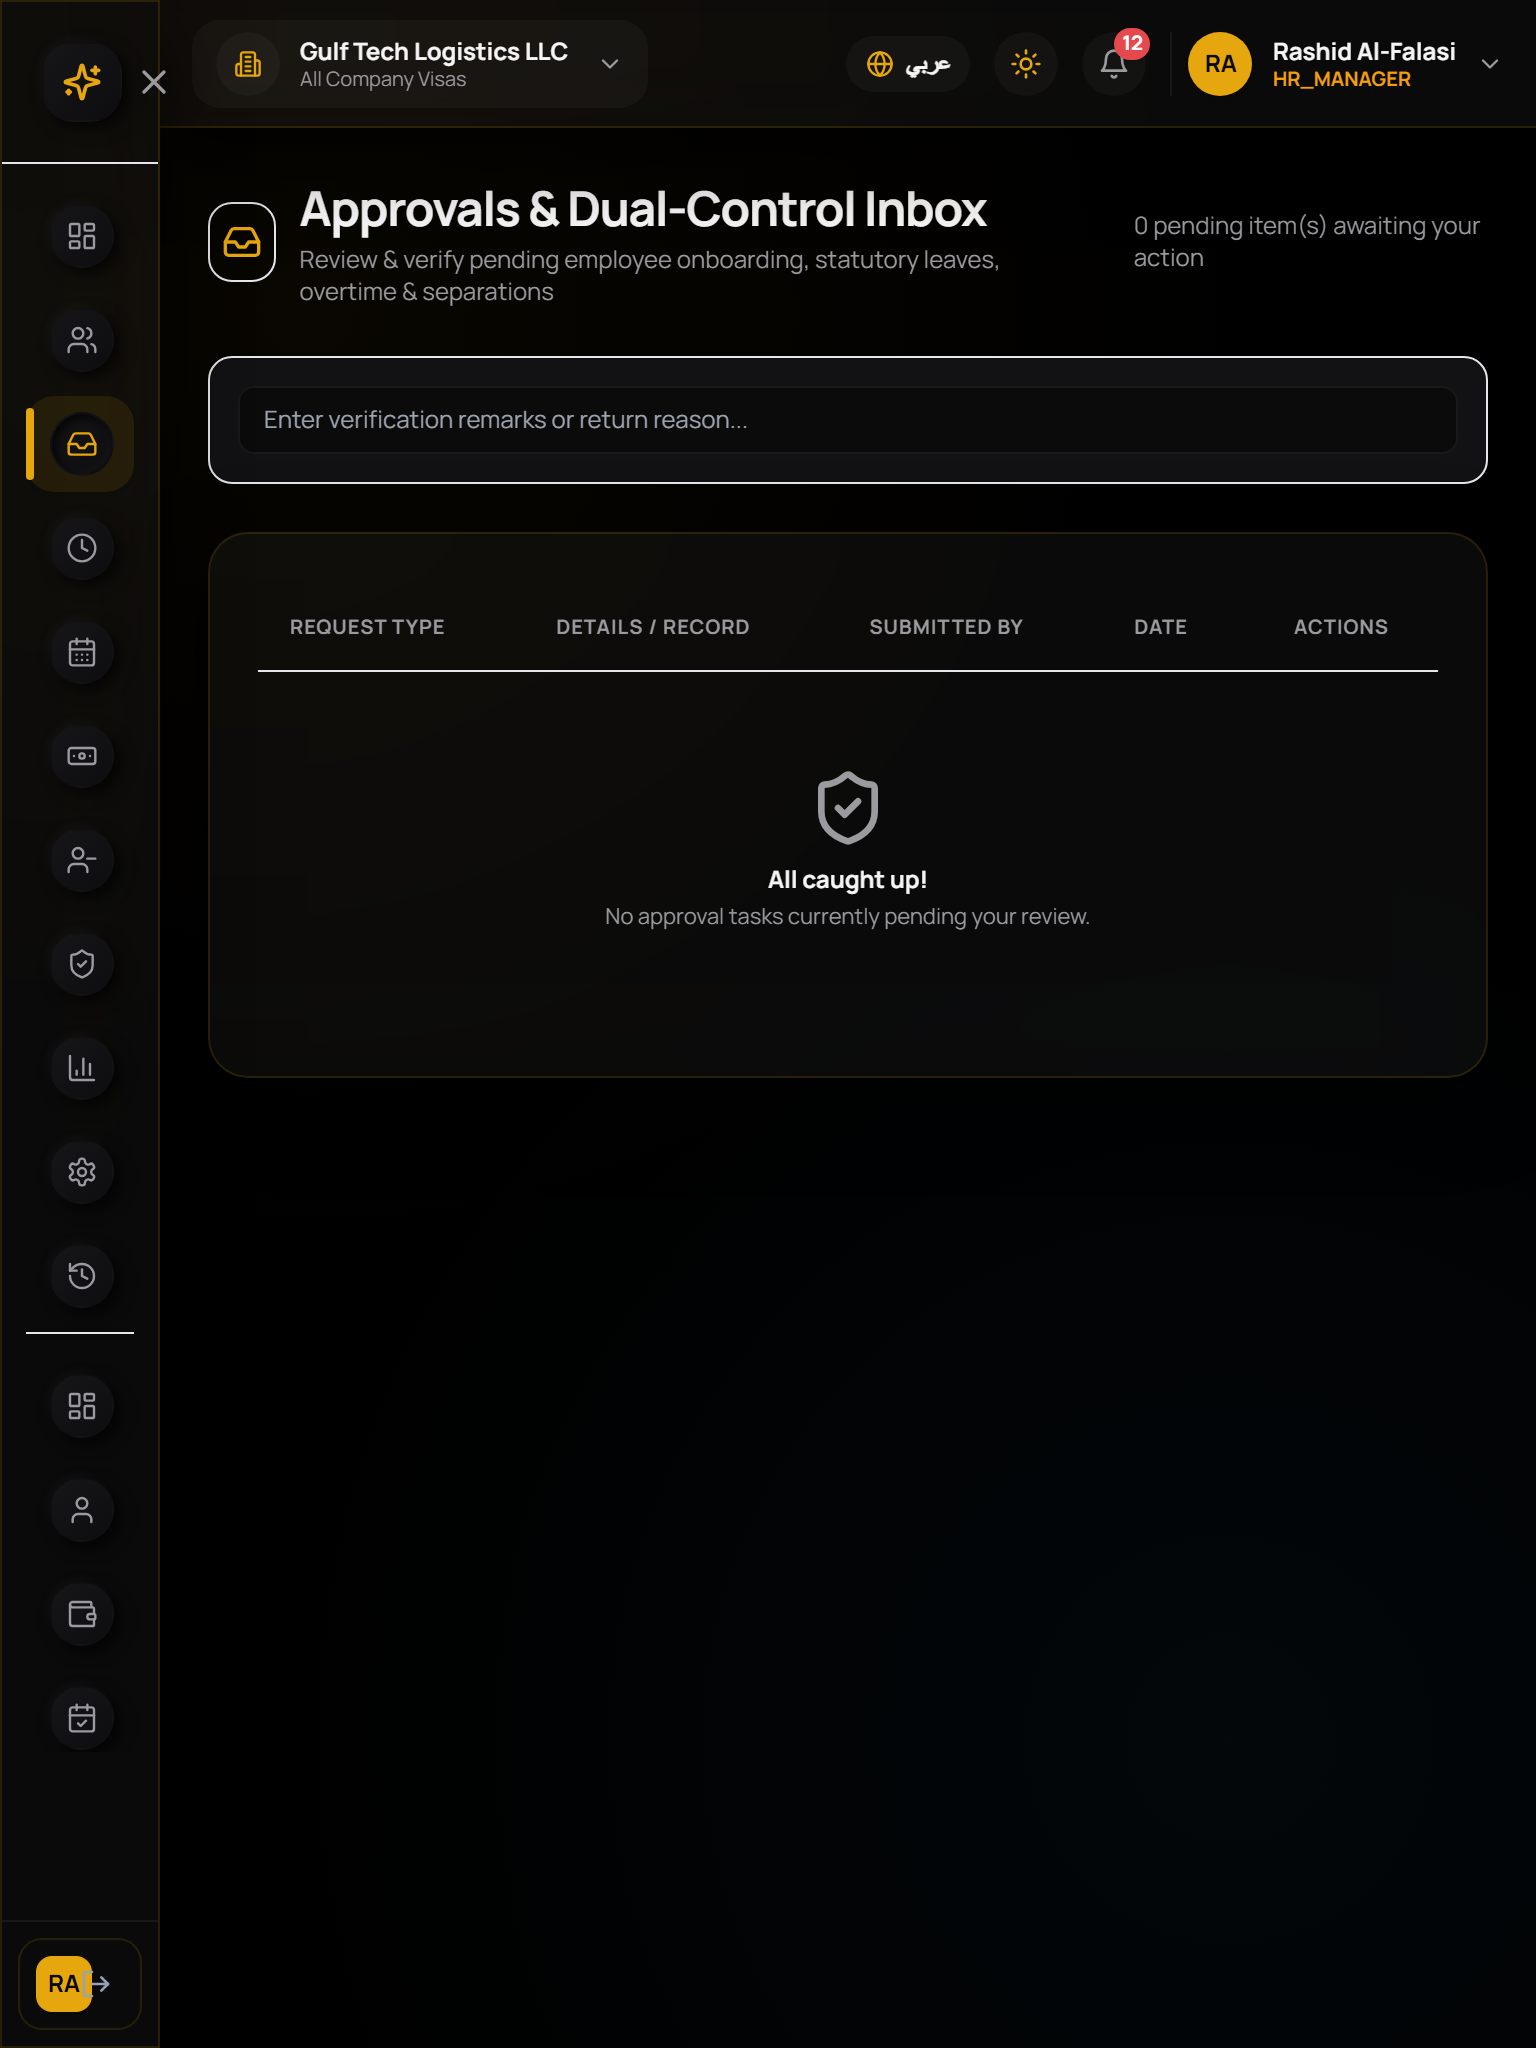 Gulf Tech Logistics LLC
All Company Visas
عربي
12
RA
Rashid Al-Falasi
HR_MANAGER
Approvals & Dual-Control Inbox
Review & verify pending employee onboarding, statutory leaves,
overtime & separations
0 pending item(s) awaiting your
action
Enter verification remarks or return reason...
REQUEST TYPE DETAILS / RECORD SUBMITTED BY DATE ACTIONS
All caught up!
No approval tasks currently pending your review.
RA